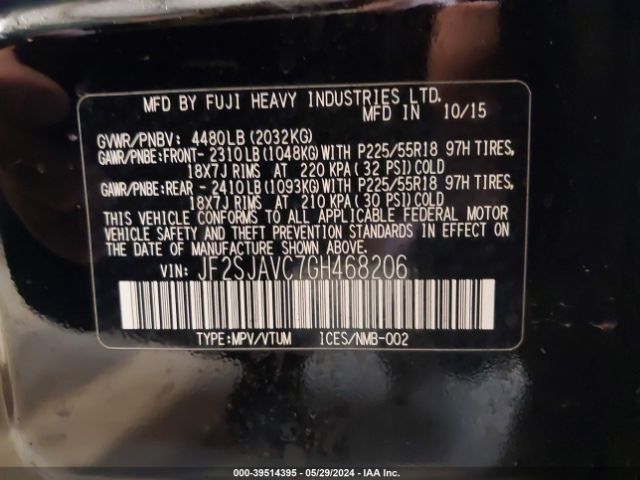 MFD BY FUJI HEAVY INDUSTRIES LTD.
MFD IN 10/15
GVWR/PNBV: 4480LB(2032KG)
GAWR/PNBE:FRONT- 2310LB(1048KG)WITH P225/55R18 97H TIRES,
18X7J RIMS AT 220 KPA(32 PSI)COLD
GAWR/PNBE:REAR - 2410LB(1093KG)WITH P225/55R18 97H TIRES,
18X7J RIMS AT 210 KPA(30 PSI)COLD
THIS VEHICLE CONFORMS TO ALL APPLICABLE FEDERAL MOTOR
VEHICLE SAFETY AND THEFT PREVENTION STANDARDS IN EFFECT ON
THE DATE OF MANUFACTURE SHOWN ABOVE.
VIN: JF2SJAVC7GH468206
TYPE:MPV/VTUM ICES/NMB-002
000-39514395 - 05/29/2024 - IAA Inc.